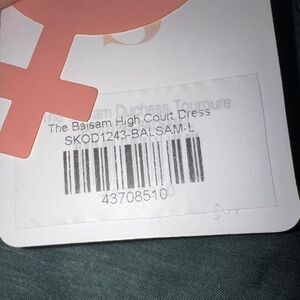 S
The Balsam Duchess Tournure
The Balsam High Court Dress
SKOD1243-BALSAM-L
43708510